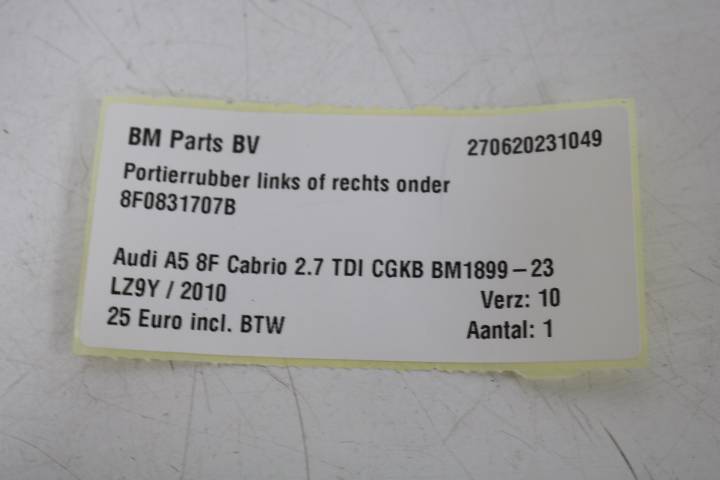 BM Parts BV 270620231049
Portierrubber links of rechts onder
8F0831707B
Audi A5 8F Cabrio 2.7 TDI CGKB BM1899-23
LZ9Y / 2010 Verz: 10
25 Euro incl. BTW Aantal: 1